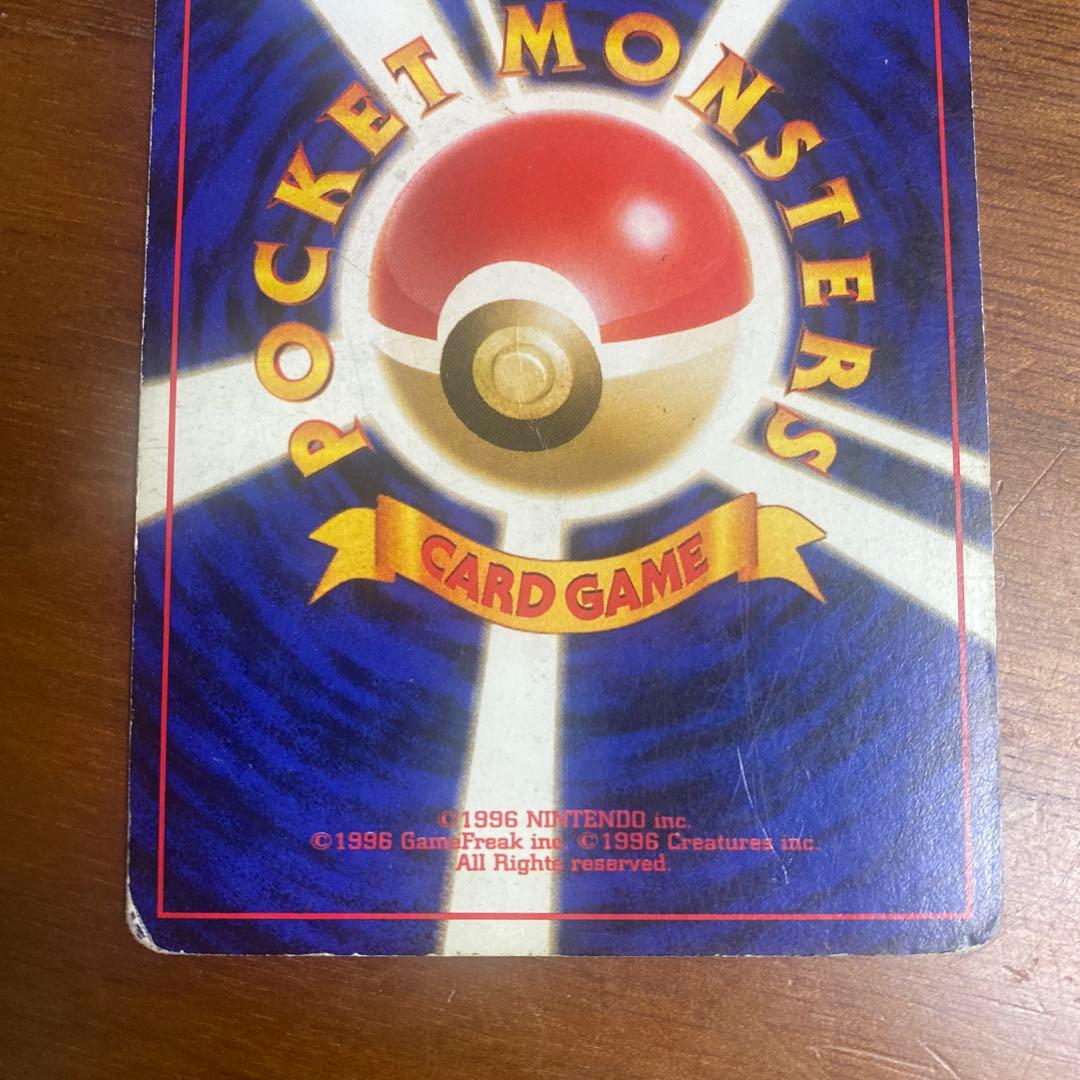 POCKET MONSTERS
CARD GAME
©1996 NINTENDO inc.
©1996 GameFreak inc. ©1996 Creatures inc.
All Rights reserved.